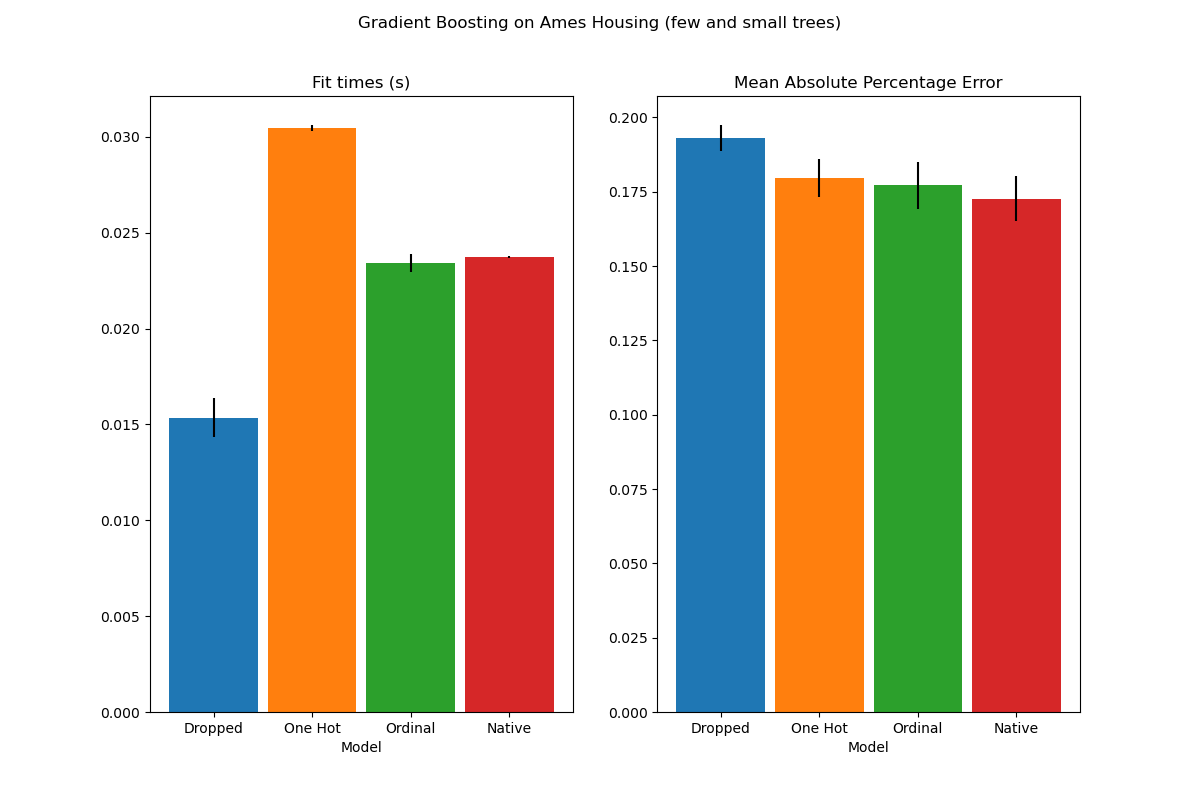 Gradient Boosting on Ames Housing (few and small trees)
Fit times (s)
0.030
0.025
0.020
0.015
0.010
0.005
0.000
Dropped One Hot Ordinal Native
Model
Mean Absolute Percentage Error
0.200
0.175
0.150
0.125
0.100
0.075
0.050
0.025
0.000
Dropped One Hot Ordinal Native
Model